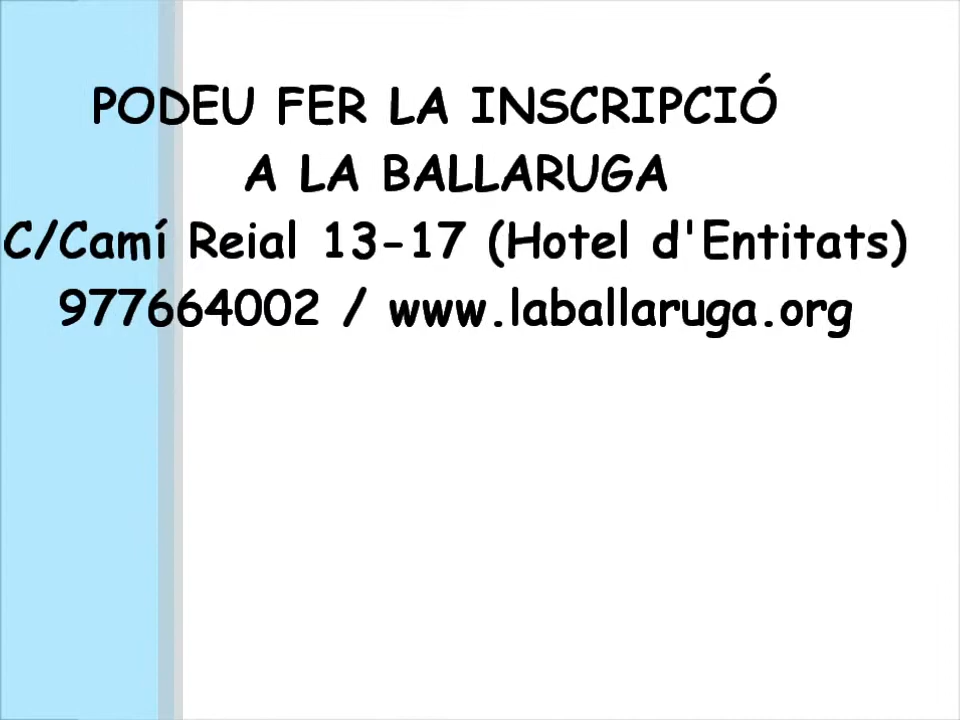 PODEU FER LA INSCRIPCIÓ
A LA BALLARUGA
C/Camí Reial 13-17 (Hotel d'Entitats)
977664002 / www.laballaruga.org